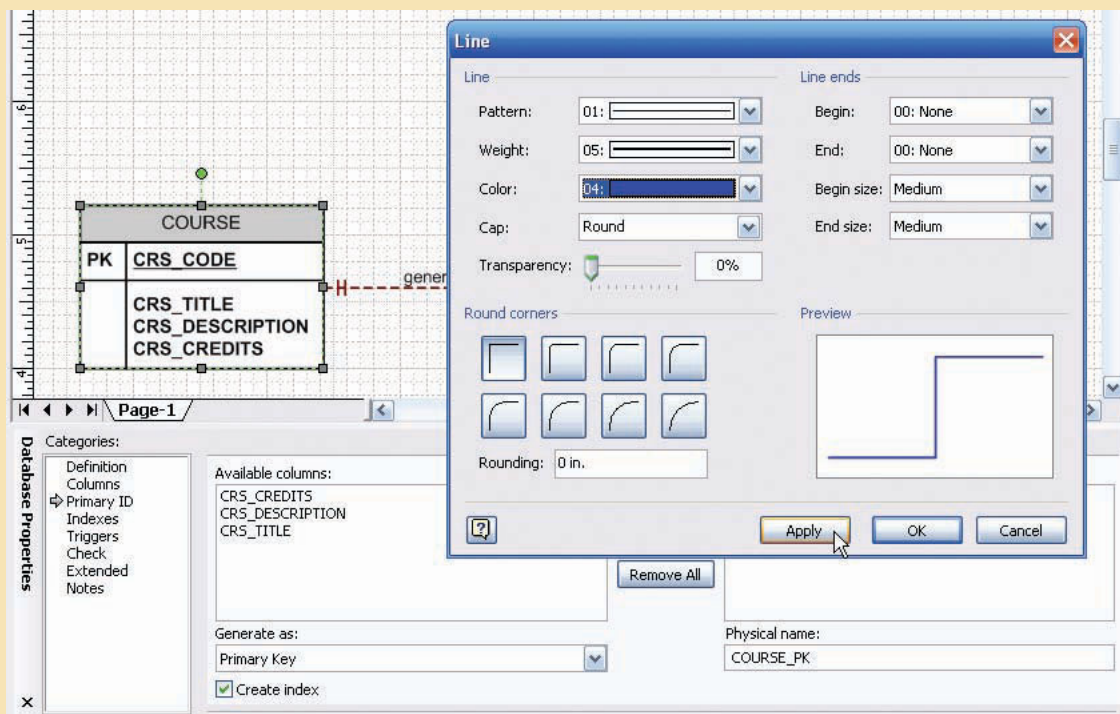 6
5
4
COURSE
PK CRS_CODE
CRS_TITLE
CRS_DESCRIPTION
CRS_CREDITS
gener
Page-1
Line
Line
Pattern: 01:
Weight: 05:
Color: 04:
Cap: Round
Transparency: 0%
Line ends
Begin: 00: None
End: 00: None
Begin size: Medium
End size: Medium
Round corners
Rounding: 0 in.
Preview
?
Apply
OK
Cancel
Database Properties
X
Categories:
Definition
Columns
Primary ID
Indexes
Triggers
Check
Extended
Notes
Available columns:
CRS_CREDITS
CRS_DESCRIPTION
CRS_TITLE
Remove All
Generate as:
Primary Key
Create index
Physical name:
COURSE_PK